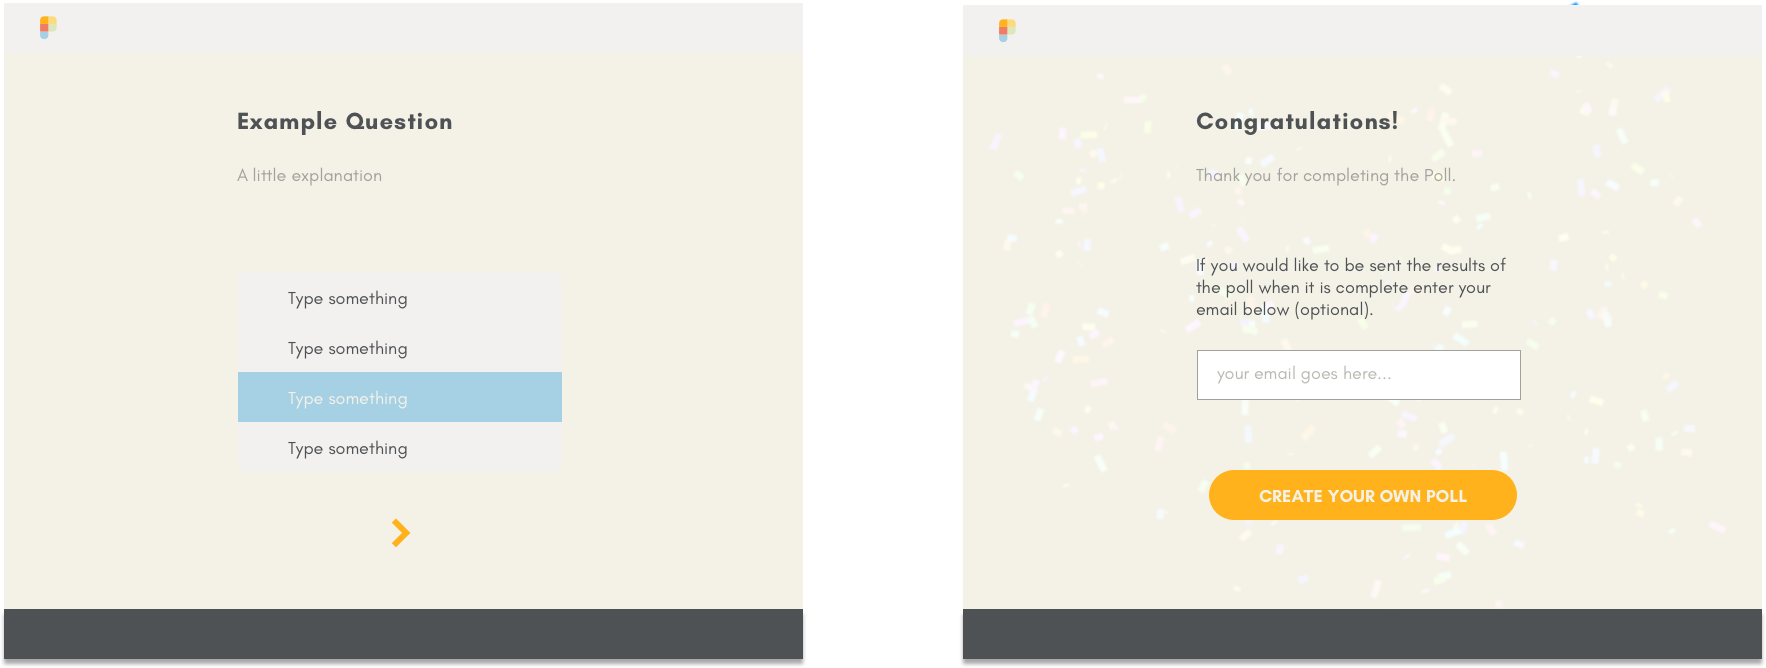 Example Question
A little explanation
Type something
Type something
Type something
Type something
Congratulations!
Thank you for completing the Poll.
If you would like to be sent the results of
the poll when it is complete enter your
email below (optional).
your email goes here...
CREATE YOUR OWN POLL